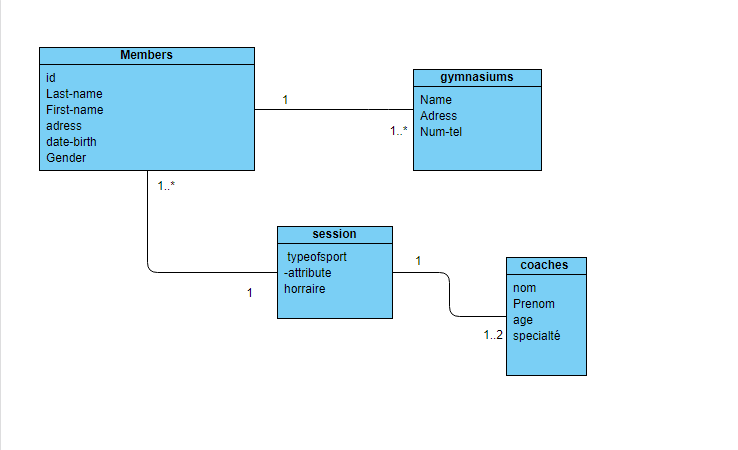 Members
id
Last-name
First-name
adress
date-birth
Gender
1
1..*
gymnasiums
Name
Adress
Num-tel
1..*
1
session
typeofsport
-attribute
horraire
1
1..2
coaches
nom
Prenom
age
specialté